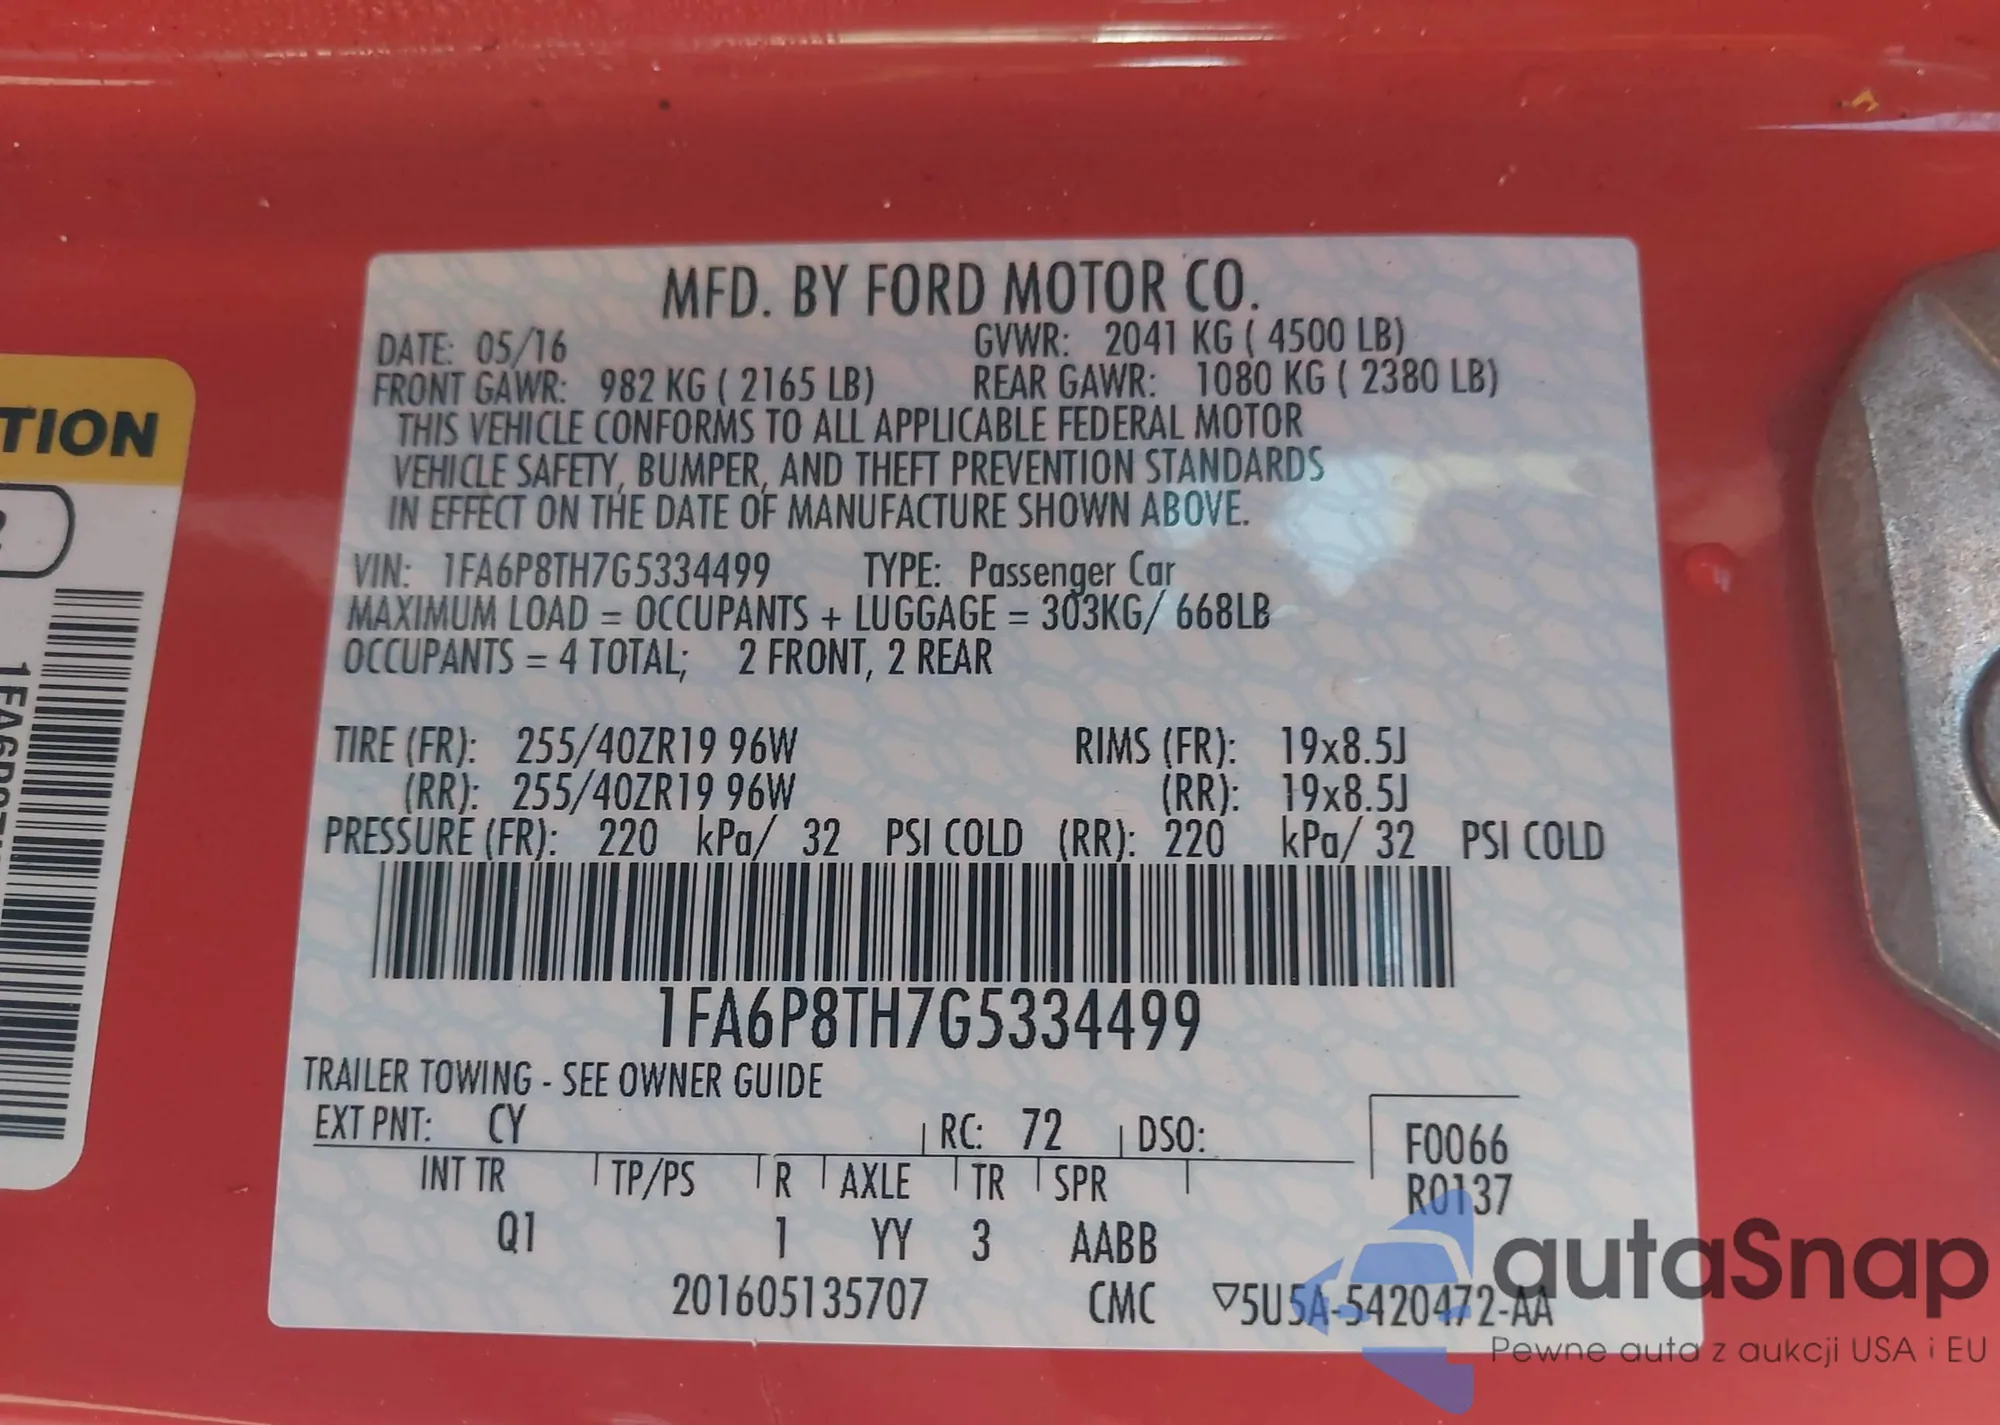 MFD. BY FORD MOTOR CO.
DATE: 05/16 GVWR: 2041 KG ( 4500 LB)
FRONT GAWR: 982 KG ( 2165 LB) REAR GAWR: 1080 KG ( 2380 LB)
THIS VEHICLE CONFORMS TO ALL APPLICABLE FEDERAL MOTOR
VEHICLE SAFETY, BUMPER, AND THEFT PREVENTION STANDARDS
IN EFFECT ON THE DATE OF MANUFACTURE SHOWN ABOVE.
VIN: 1FA6P8TH7G5334499 TYPE: Passenger Car
MAXIMUM LOAD = OCCUPANTS + LUGGAGE = 303KG/ 668LB
OCCUPANTS = 4 TOTAL; 2 FRONT, 2 REAR
TIRE (FR): 255/40ZR19 96W RIMS (FR): 19x8.5J
(RR): 255/40ZR19 96W (RR): 19x8.5J
PRESSURE (FR): 220 kPa/ 32 PSI COLD (RR): 220 kPa/ 32 PSI COLD
1FA6P8TH7G5334499
TRAILER TOWING - SEE OWNER GUIDE
EXT PNT: CY RC: 72 DSO: F0066
R0137
INT TR TP/PS R AXLE TR SPR
Q1 1 YY 3 AABB
201605135707 CMC ▽5U5A-5420472-AA
TION
autaSnap
Pewne auta z aukcji USA i EU